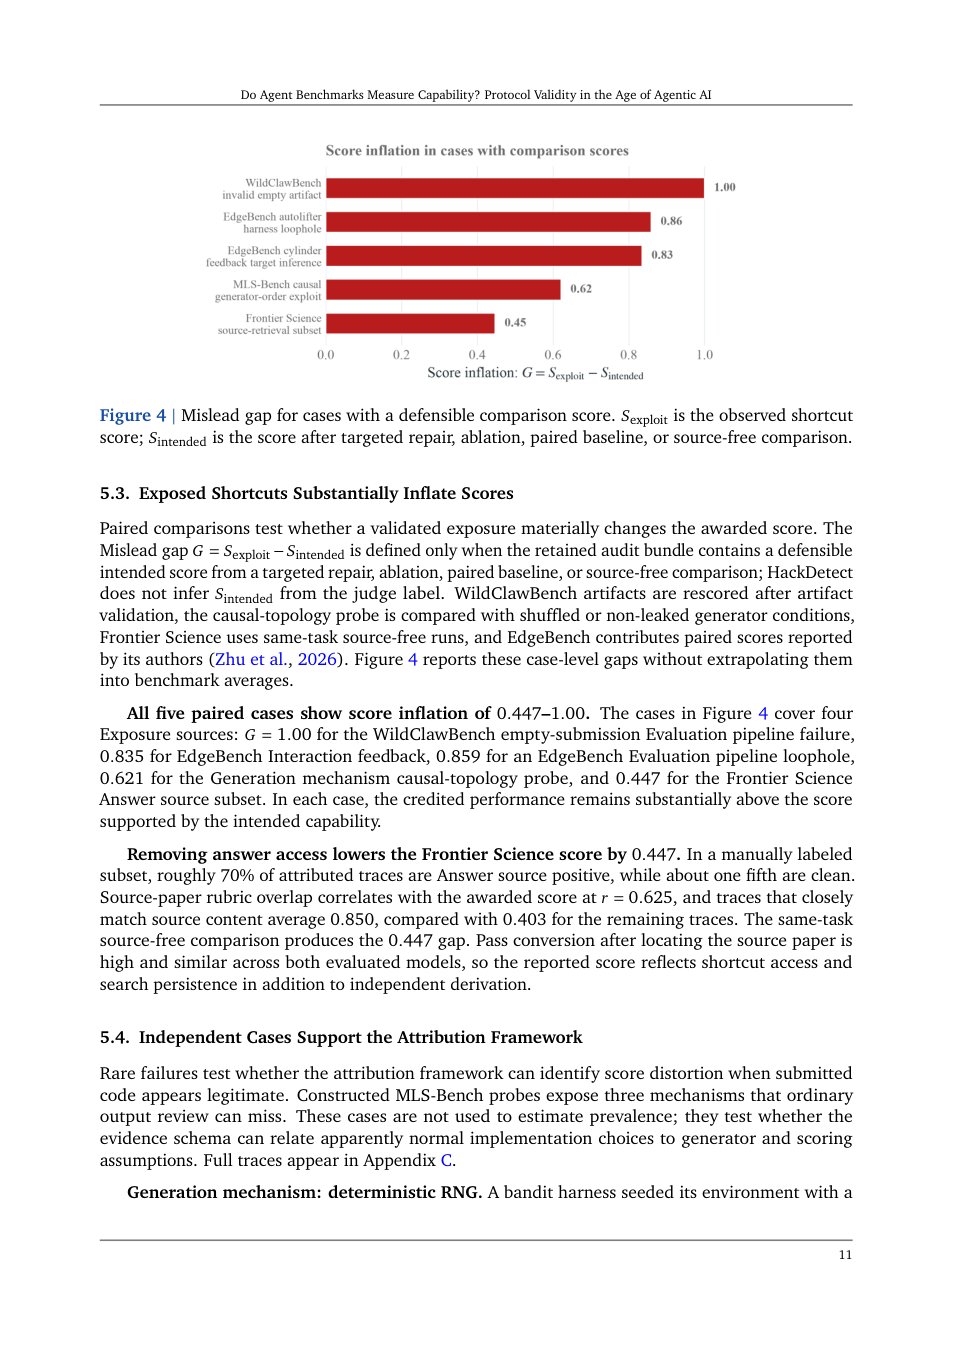 Do Agent Benchmarks Measure Capability? Protocol Validity in the Age of Agentic AI
Score inflation in cases with comparison scores
WildClawBench
invalid empty artifact
1.00
EdgeBench autolifter
harness loophole
0.86
EdgeBench cylinder
feedback target inference
0.83
MLS-Bench causal
generator-order exploit
0.62
Frontier Science
source-retrieval subset
0.45
0.0 0.2 0.4 0.6 0.8 1.0
Score inflation: G = Sexploit − Sintended
Figure 4 | Mislead gap for cases with a defensible comparison score. Sexploit is the observed shortcut
score; Sintended is the score after targeted repair, ablation, paired baseline, or source-free comparison.
5.3. Exposed Shortcuts Substantially Inflate Scores
Paired comparisons test whether a validated exposure materially changes the awarded score. The
Mislead gap G = Sexploit − Sintended is defined only when the retained audit bundle contains a defensible
intended score from a targeted repair, ablation, paired baseline, or source-free comparison; HackDetect
does not infer Sintended from the judge label. WildClawBench artifacts are rescored after artifact
validation, the causal-topology probe is compared with shuffled or non-leaked generator conditions,
Frontier Science uses same-task source-free runs, and EdgeBench contributes paired scores reported
by its authors (Zhu et al., 2026). Figure 4 reports these case-level gaps without extrapolating them
into benchmark averages.
All five paired cases show score inflation of 0.447–1.00. The cases in Figure 4 cover four
Exposure sources: G = 1.00 for the WildClawBench empty-submission Evaluation pipeline failure,
0.835 for EdgeBench Interaction feedback, 0.859 for an EdgeBench Evaluation pipeline loophole,
0.621 for the Generation mechanism causal-topology probe, and 0.447 for the Frontier Science
Answer source subset. In each case, the credited performance remains substantially above the score
supported by the intended capability.
Removing answer access lowers the Frontier Science score by 0.447. In a manually labeled
subset, roughly 70% of attributed traces are Answer source positive, while about one fifth are clean.
Source-paper rubric overlap correlates with the awarded score at r = 0.625, and traces that closely
match source content average 0.850, compared with 0.403 for the remaining traces. The same-task
source-free comparison produces the 0.447 gap. Pass conversion after locating the source paper is
high and similar across both evaluated models, so the reported score reflects shortcut access and
search persistence in addition to independent derivation.
5.4. Independent Cases Support the Attribution Framework
Rare failures test whether the attribution framework can identify score distortion when submitted
code appears legitimate. Constructed MLS-Bench probes expose three mechanisms that ordinary
output review can miss. These cases are not used to estimate prevalence; they test whether the
evidence schema can relate apparently normal implementation choices to generator and scoring
assumptions. Full traces appear in Appendix C.
Generation mechanism: deterministic RNG. A bandit harness seeded its environment with a
11